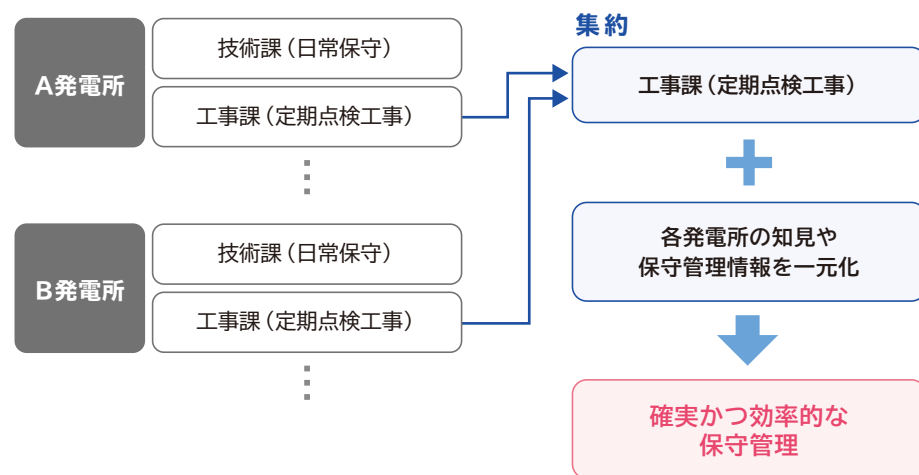 A発電所
技術課（日常保守）
工事課（定期点検工事）
B発電所
技術課（日常保守）
工事課（定期点検工事）
集約
工事課（定期点検工事）
各発電所の知見や
保守管理情報を一元化
確実かつ効率的な
保守管理